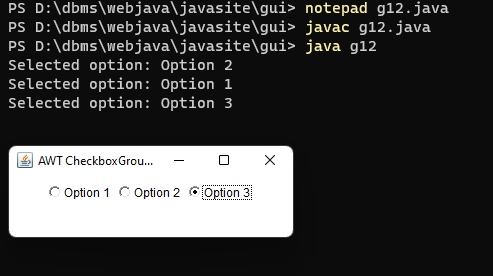 PS D:\dbms\webjava\javasite\gui> notepad g12.java
PS D:\dbms\webjava\javasite\gui> javac g12.java
PS D:\dbms\webjava\javasite\gui> java g12
Selected option: Option 2
Selected option: Option 1
Selected option: Option 3
AWT CheckboxGrou...
Option 1 Option 2 Option 3